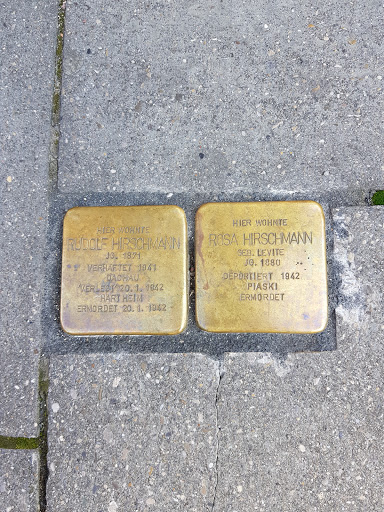 HIER WOHNTE
RUDOLF HIRSCHMANN
JG. 1871
VERHAFTET 1941
DACHAU
VERLEGT 20.1.1942
HARTHEIM
ERMORDET 20.1.1942
HIER WOHNTE
ROSA HIRSCHMANN
GEB. LEVITE
JG. 1880
DEPORTIERT 1942
PIASKI
ERMORDET